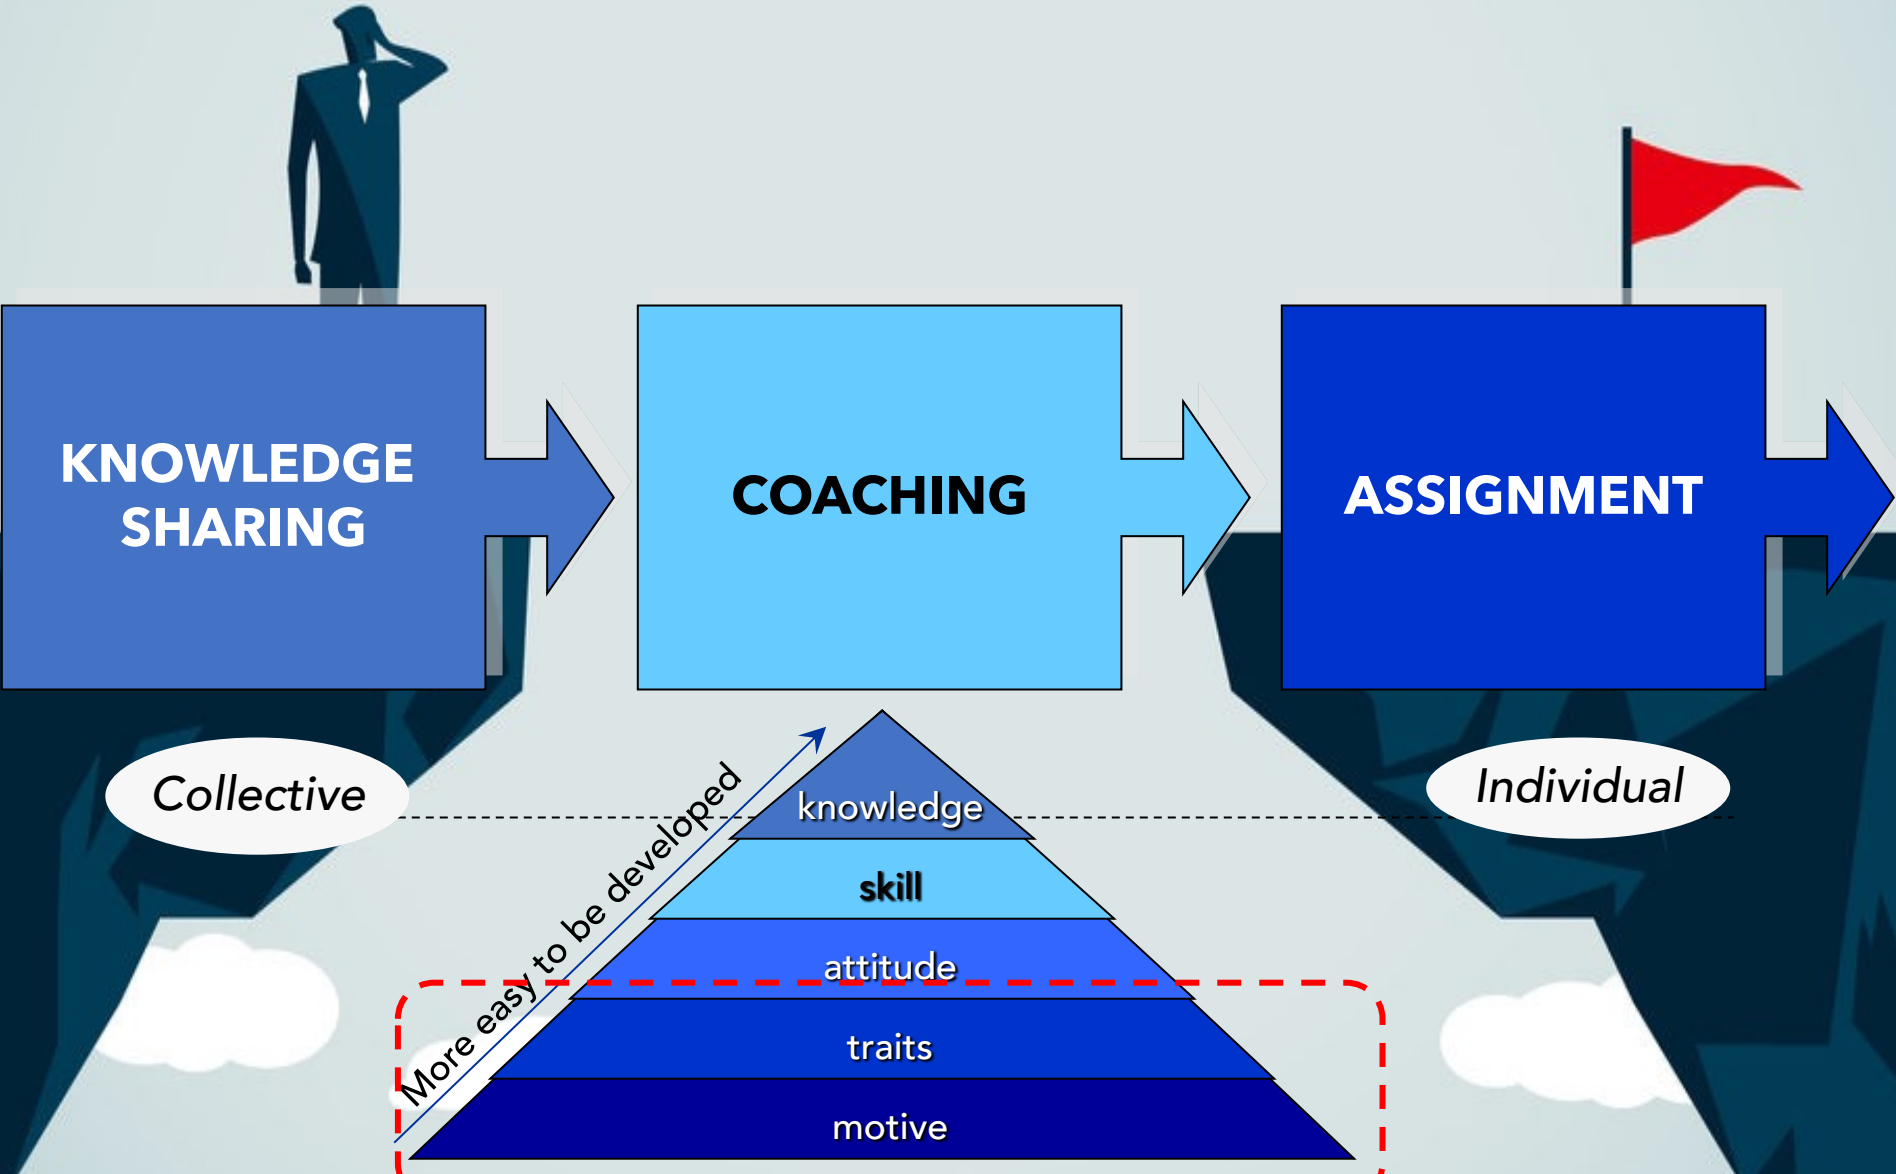 KNOWLEDGE
SHARING
COACHING
ASSIGNMENT
Collective
Individual
More easy to be developed
knowledge
skill
attitude
traits
motive